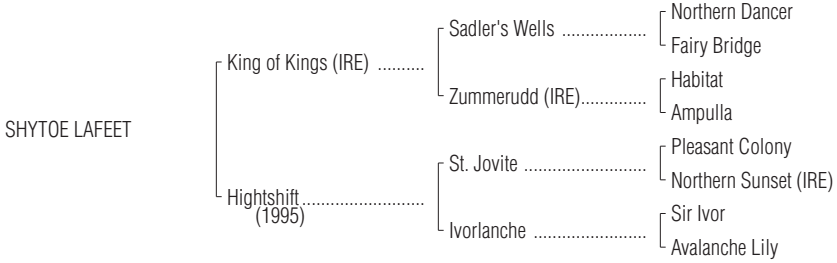 Northern Dancer
Sadler's Wells ...................
Fairy Bridge
King of Kings (IRE) ..........
Habitat
Zummerudd (IRE)..............
Ampulla
SHYTOE LAFEET
Pleasant Colony
St. Jovite ...........................
Northern Sunset (IRE)
Hightshift...........................
(1995)
Sir Ivor
Ivorlanche .........................
Avalanche Lily